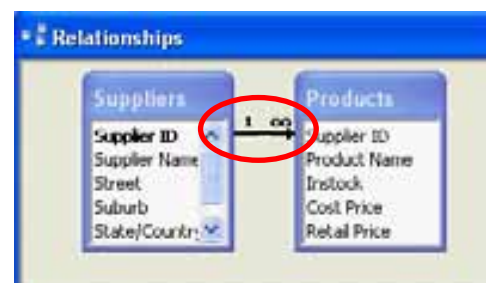 Relationships
Suppliers
Supplier ID
Supplier Name
Street
Suburb
State/Country
1 ∞
Products
Supplier ID
Product Name
Instock
Cost Price
Retail Price